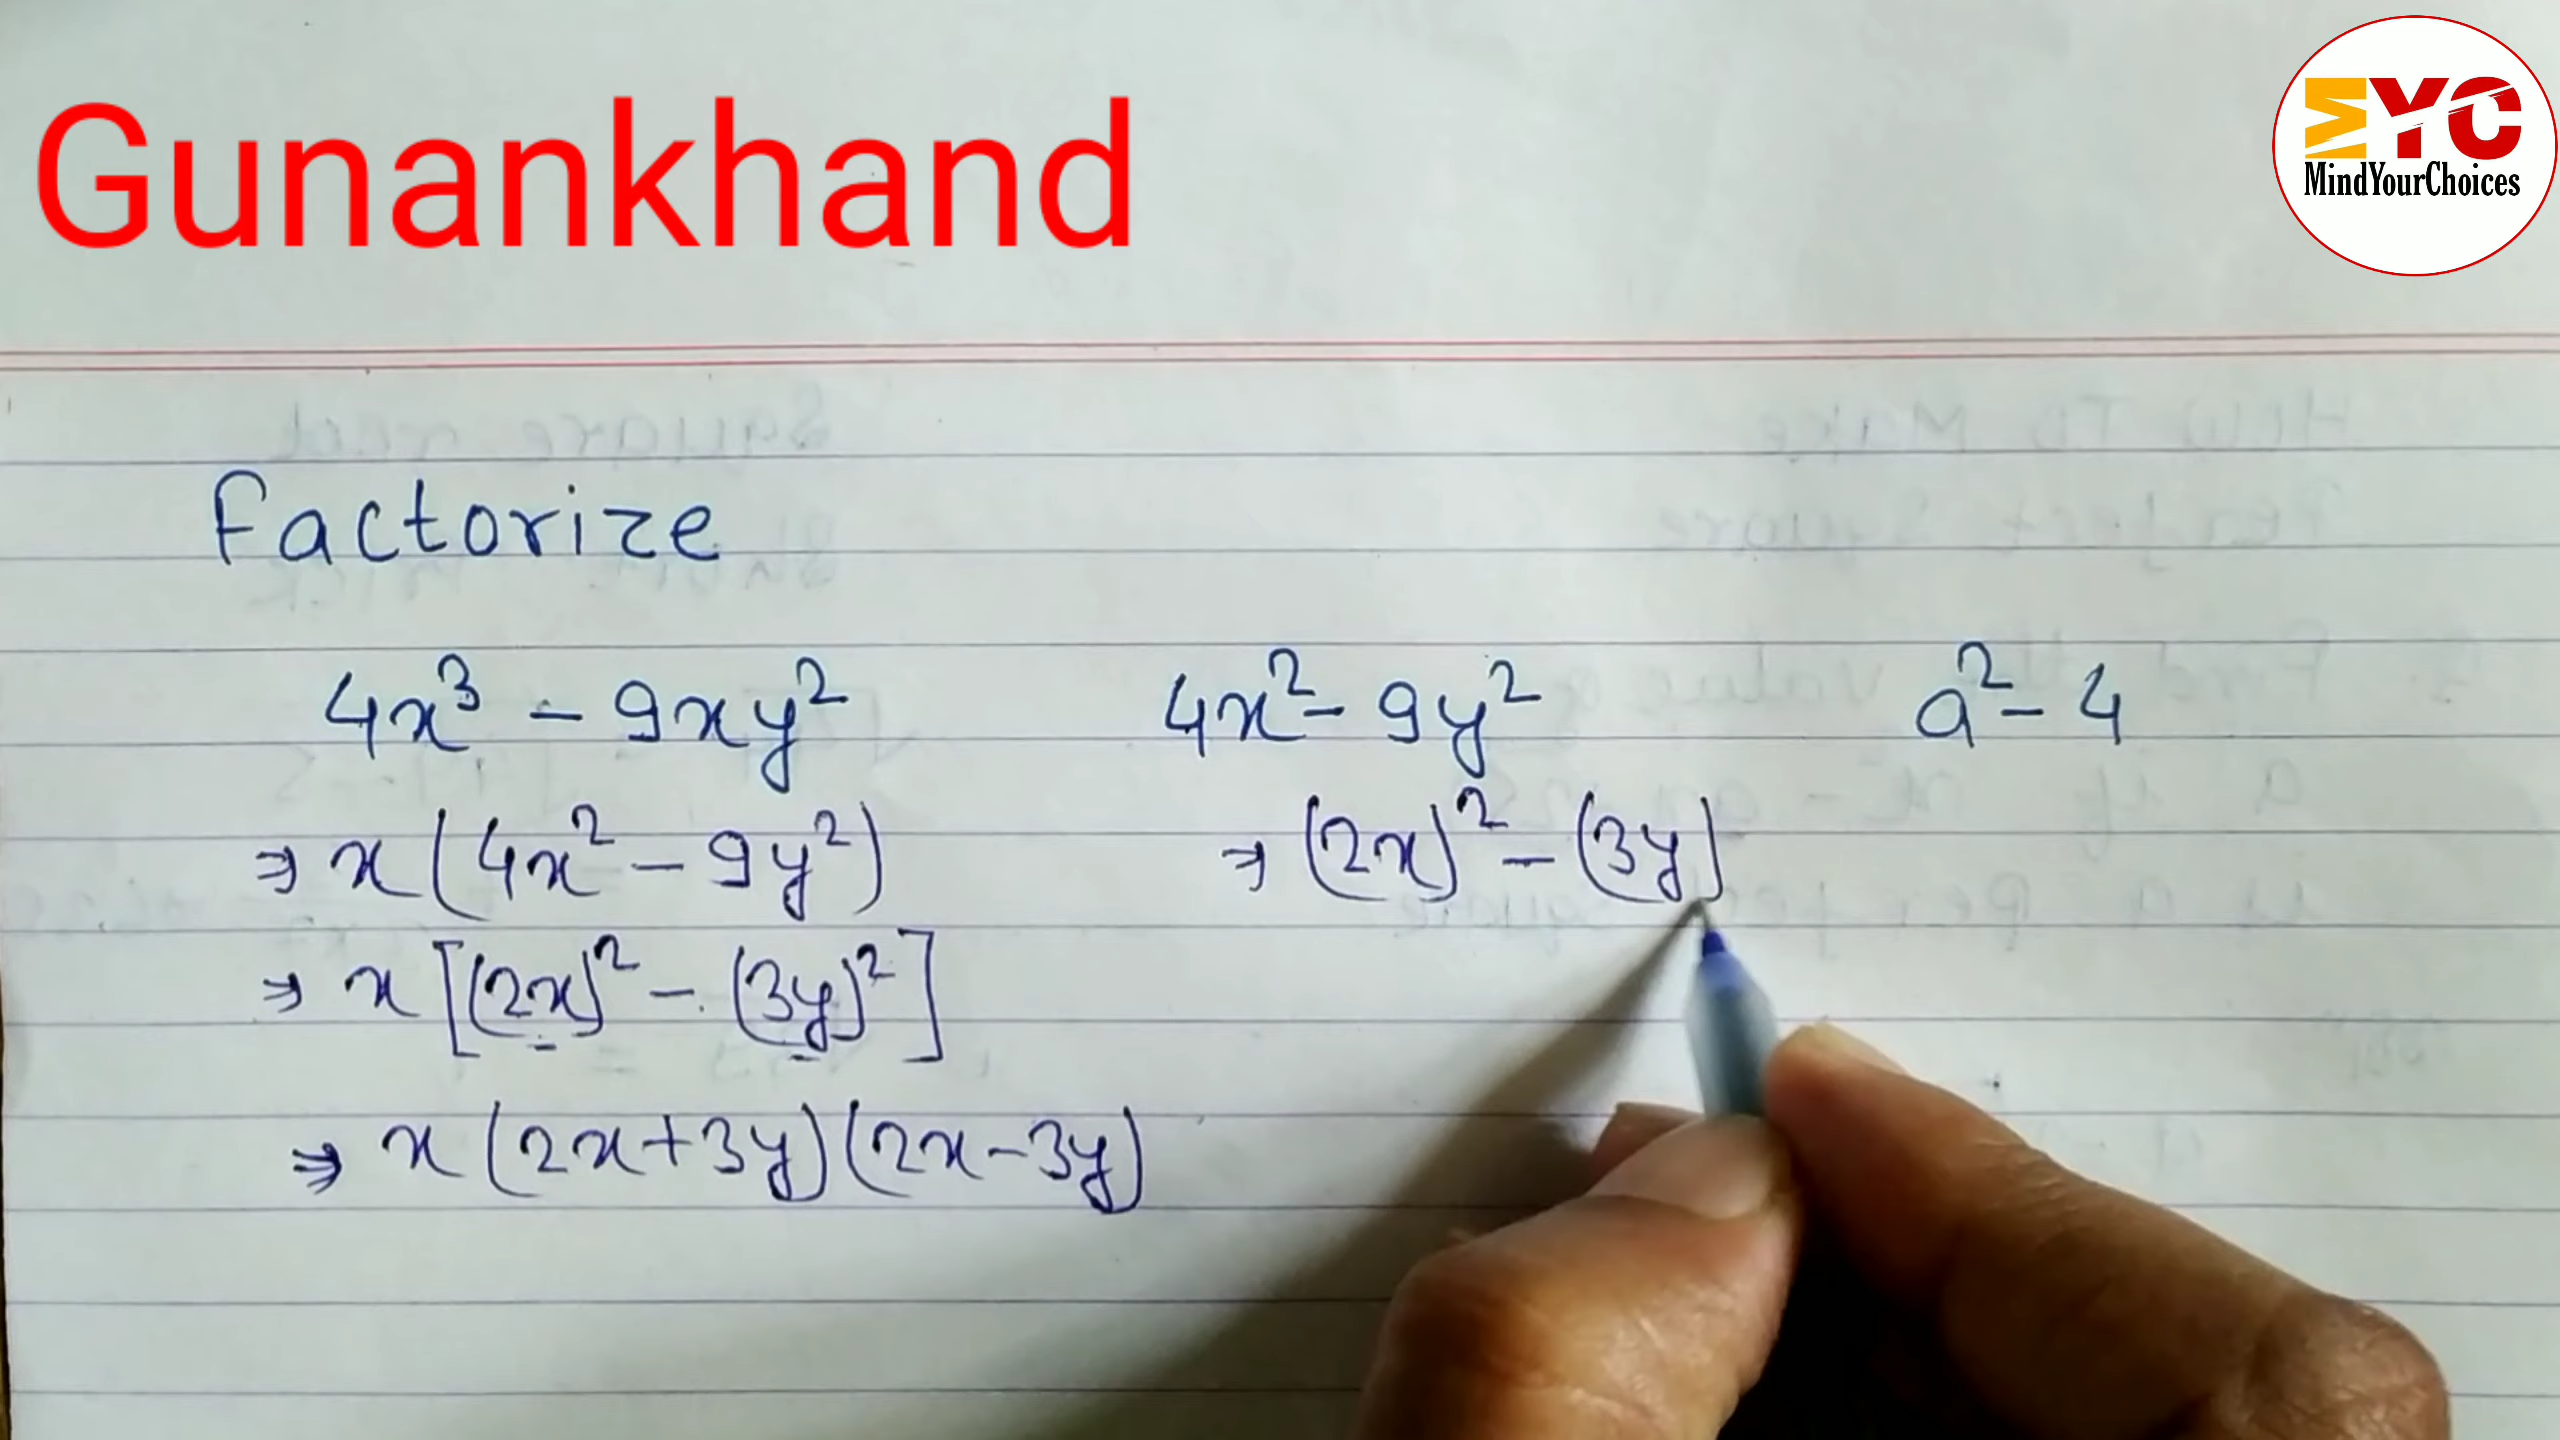 Gunankhand
MYC
MindYourChoices
Factorize
4x³ - 9xy²
⇒ x(4x² - 9y²)
⇒ x[(2x)² - (3y)²]
⇒ x(2x+3y)(2x-3y)
4x² - 9y²
⇒ (2x)² - (3y)
a² - 4